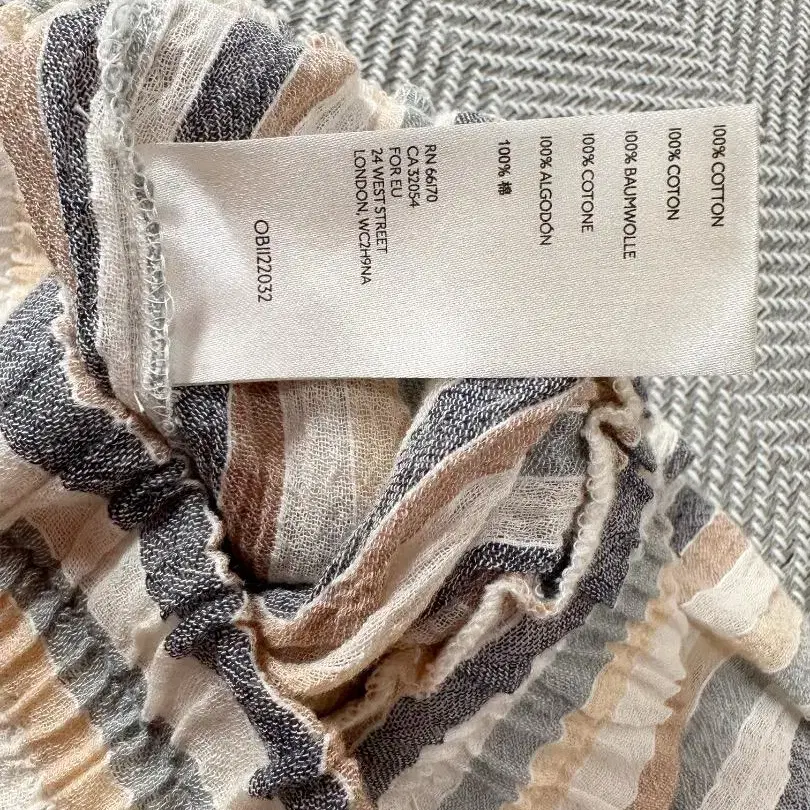 100% COTTON
100% COTON
100% BAUMWOLLE
100% COTONE
100% ALGODÓN
100% 棉
RN 66170
CA 32054
FOR EU
24 WEST STREET
LONDON, WC2H9NA
OB1122032